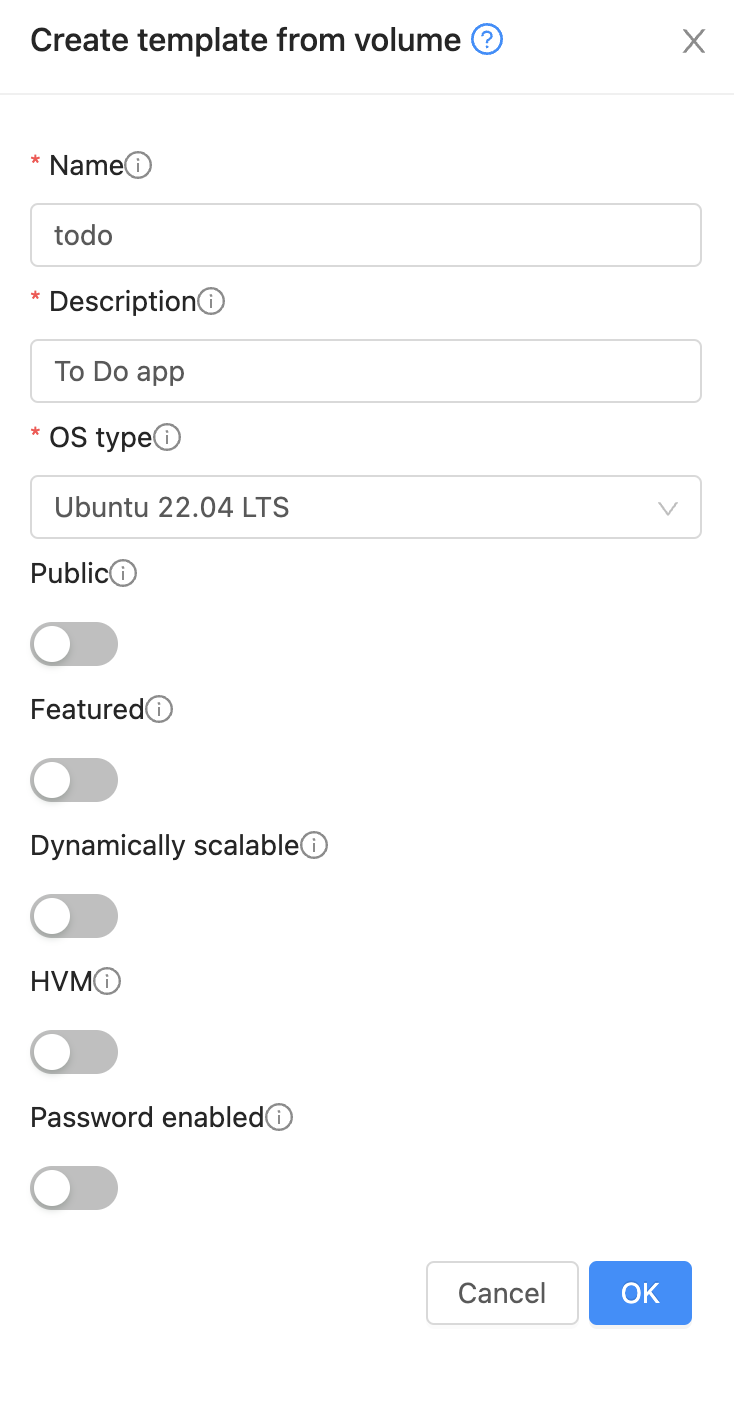 Create template from volume ?
* Name
todo
* Description
To Do app
* OS type
Ubuntu 22.04 LTS
Public
Featured
Dynamically scalable
HVM
Password enabled
Cancel OK